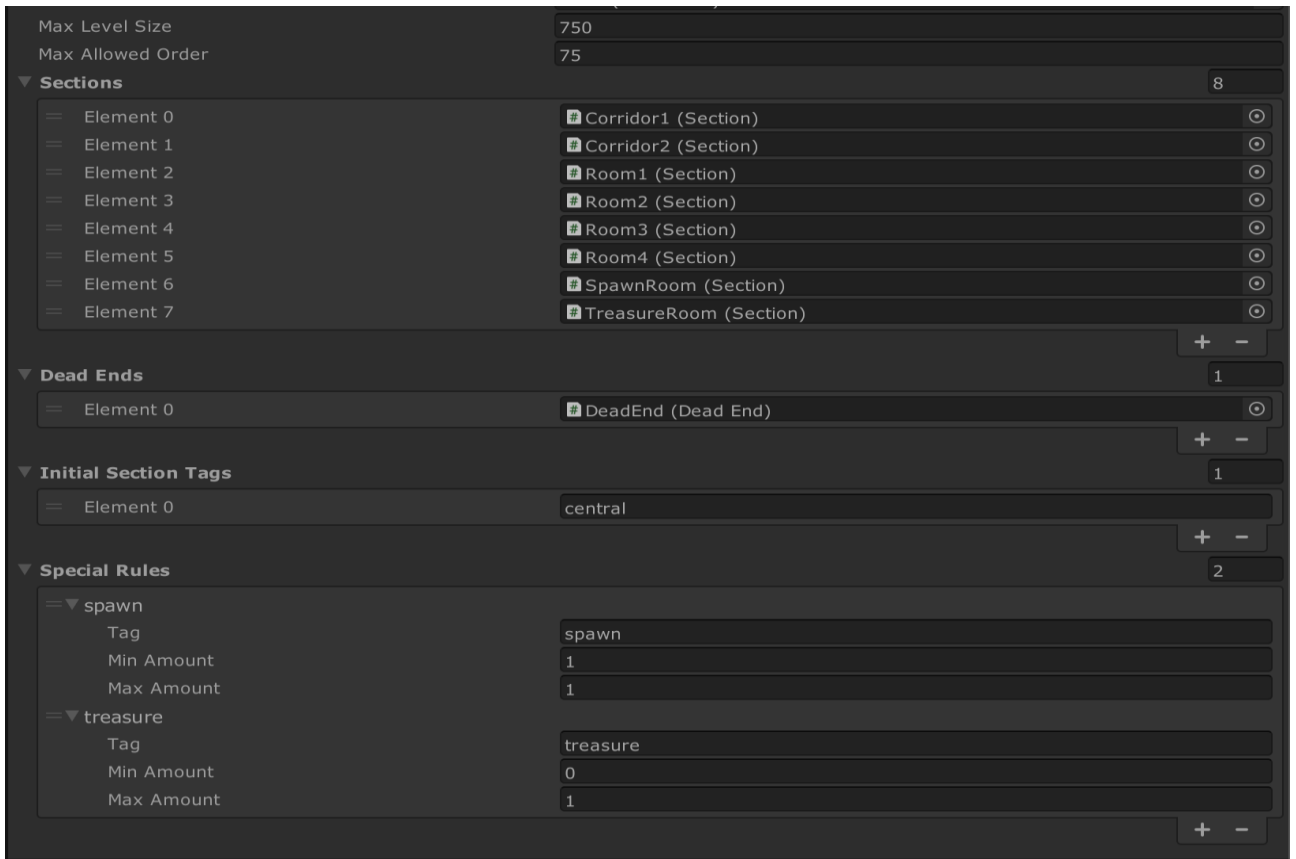 Max Level Size 750
Max Allowed Order 75
Sections 8
Element 0 Corridor1 (Section)
Element 1 Corridor2 (Section)
Element 2 Room1 (Section)
Element 3 Room2 (Section)
Element 4 Room3 (Section)
Element 5 Room4 (Section)
Element 6 SpawnRoom (Section)
Element 7 TreasureRoom (Section)
+ −
Dead Ends 1
Element 0 DeadEnd (Dead End)
+ −
Initial Section Tags 1
Element 0 central
+ −
Special Rules 2
spawn
Tag spawn
Min Amount 1
Max Amount 1
treasure
Tag treasure
Min Amount 0
Max Amount 1
+ −